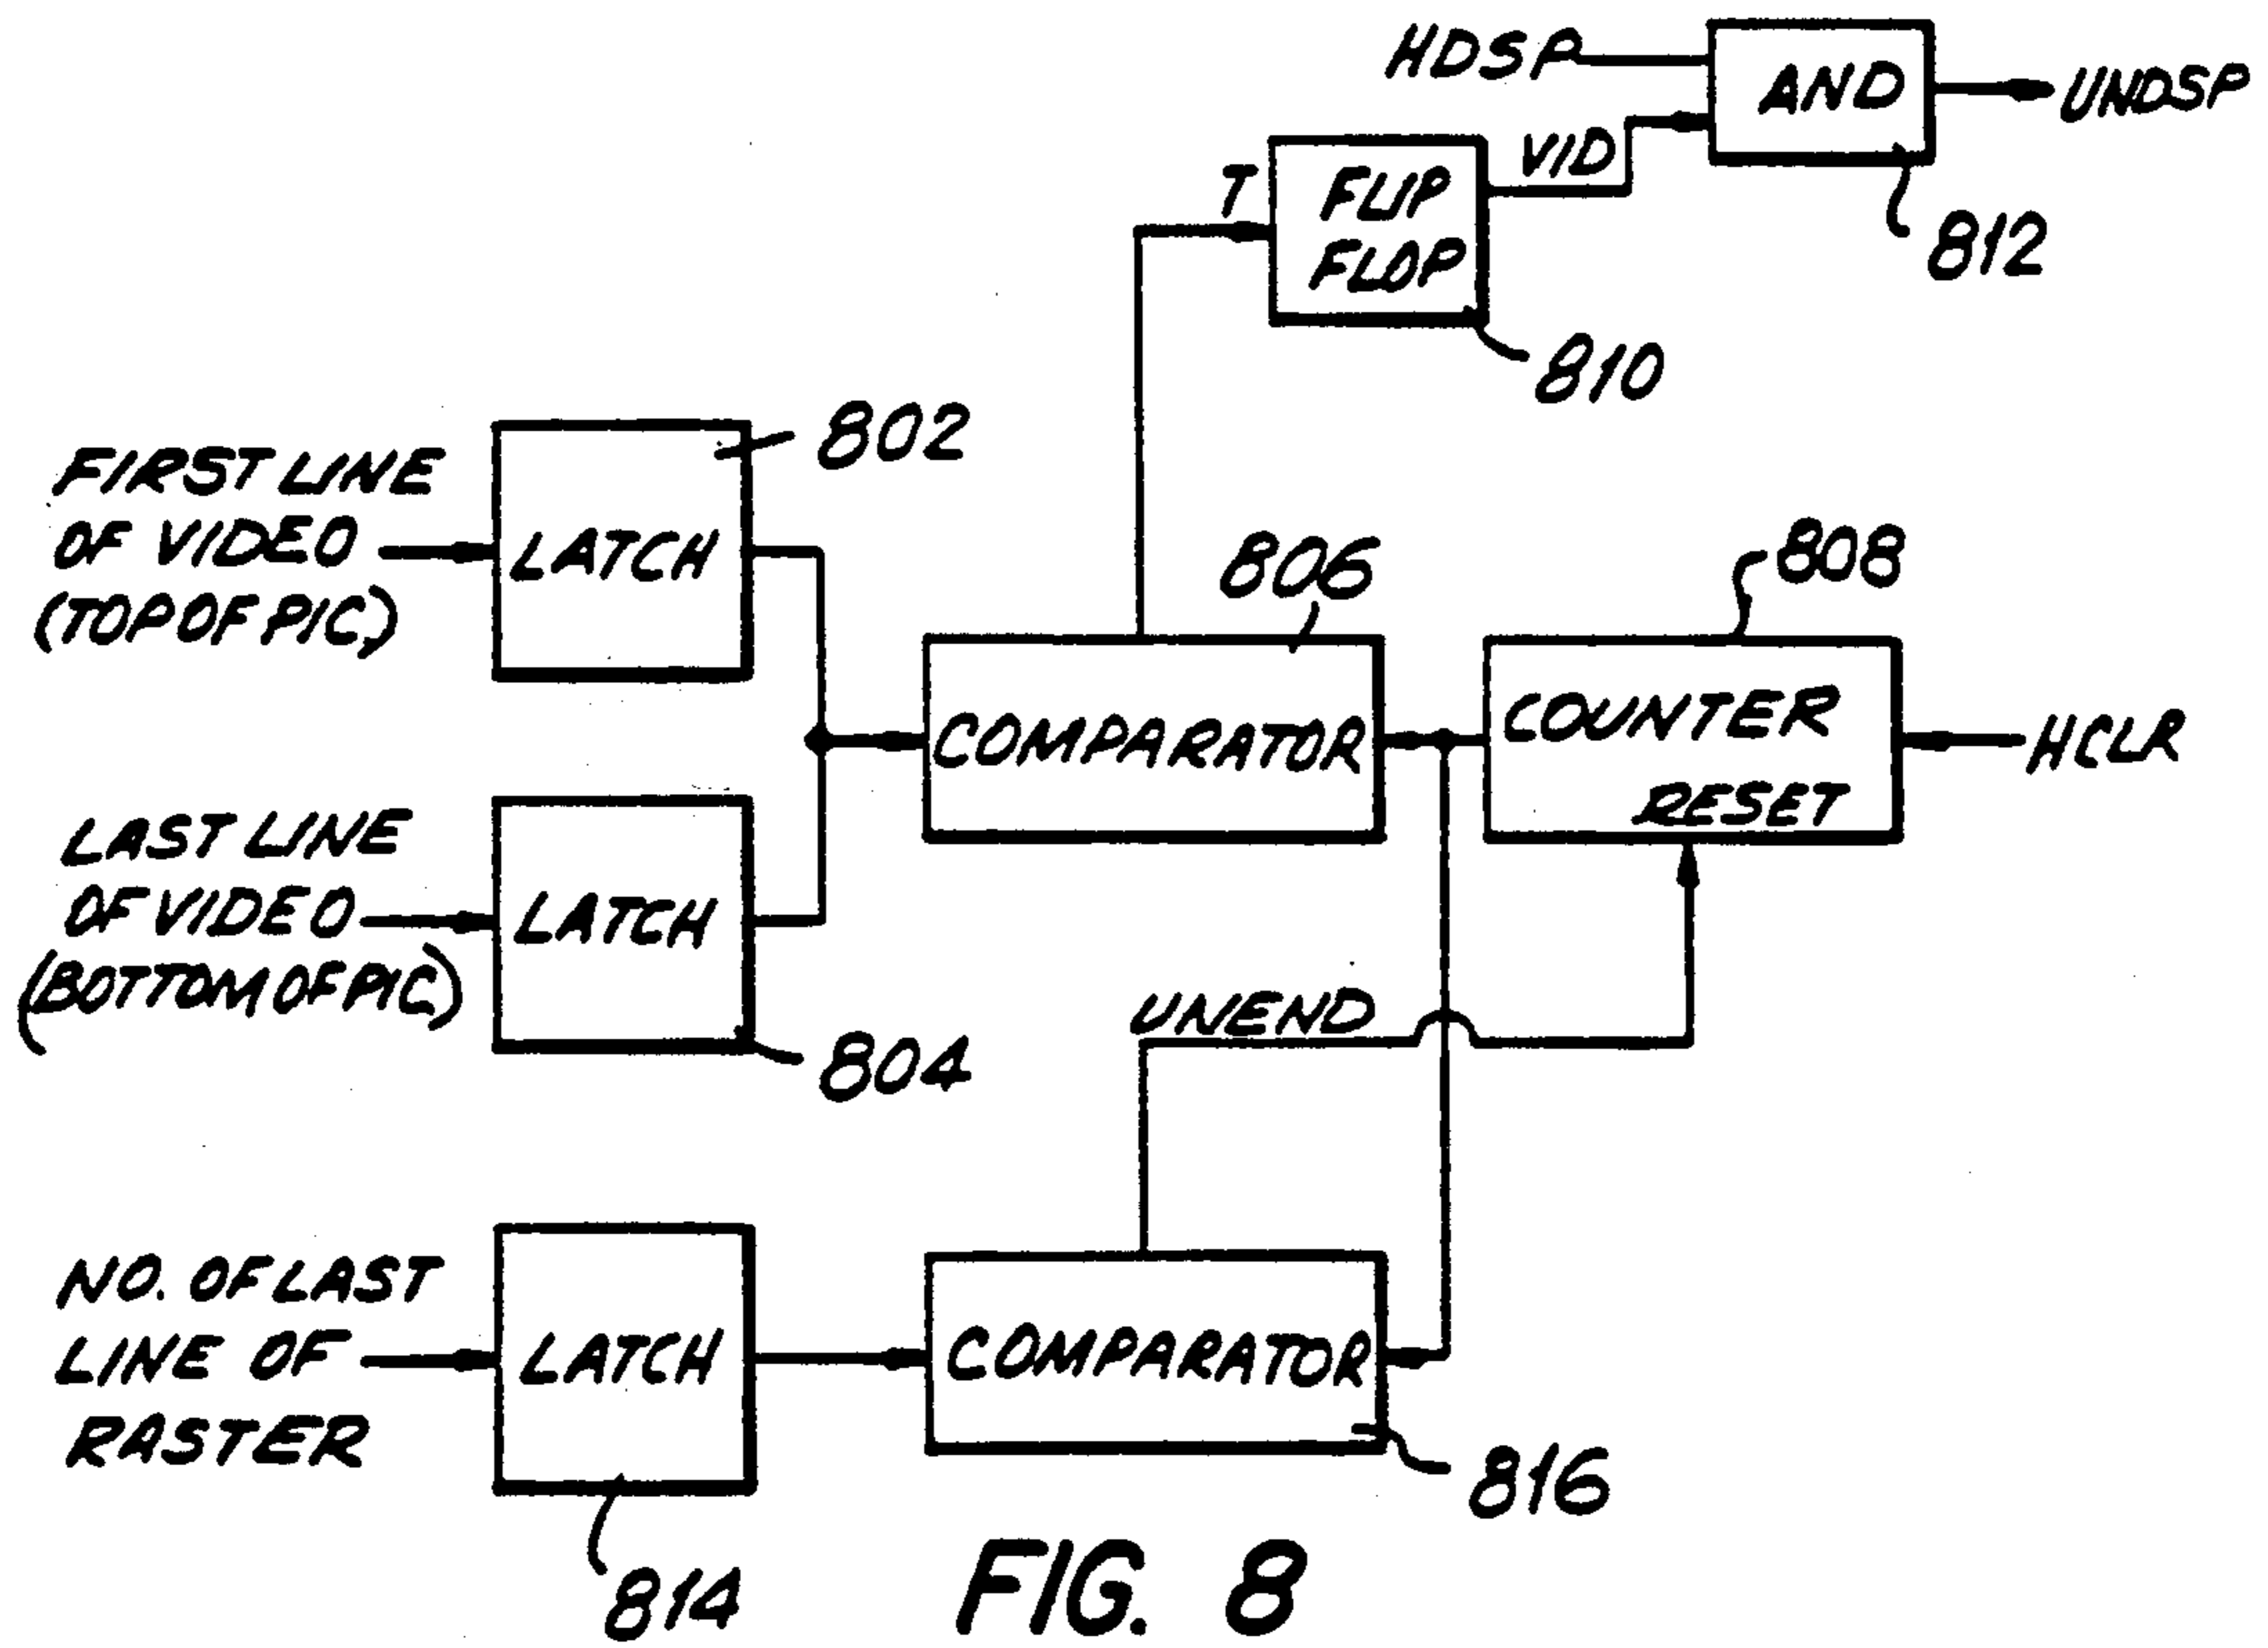 HDSP
AND
UNDSP
812
T
FLIP
FLOP
VID
810
802
FIRST LINE
OF VIDEO
(TOP OF PIC.)
LATCH
806
808
COMPARATOR
COUNTER
RESET
HCLR
LAST LINE
OF VIDEO
(BOTTOM OF PIC)
LATCH
804
UNEND
NO. OF LAST
LINE OF
RASTER
LATCH
COMPARATOR
816
814
FIG. 8